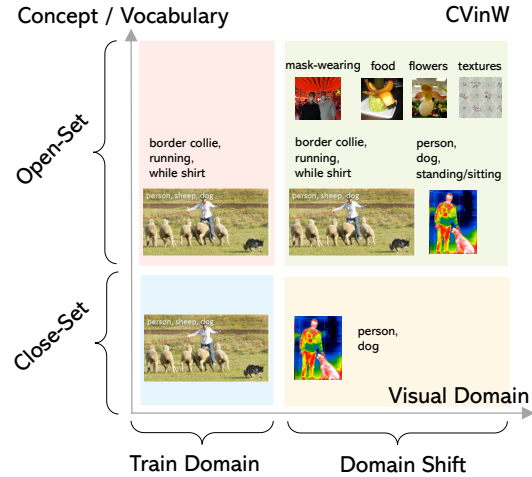 Concept / Vocabulary
CVinW
Open-Set
mask-wearing food flowers textures
border collie,
running,
while shirt
person, sheep, dog
border collie,
running,
while shirt
person, sheep, dog
person,
dog,
standing/sitting
Close-Set
person, sheep, dog
person,
dog
Visual Domain
Train Domain
Domain Shift